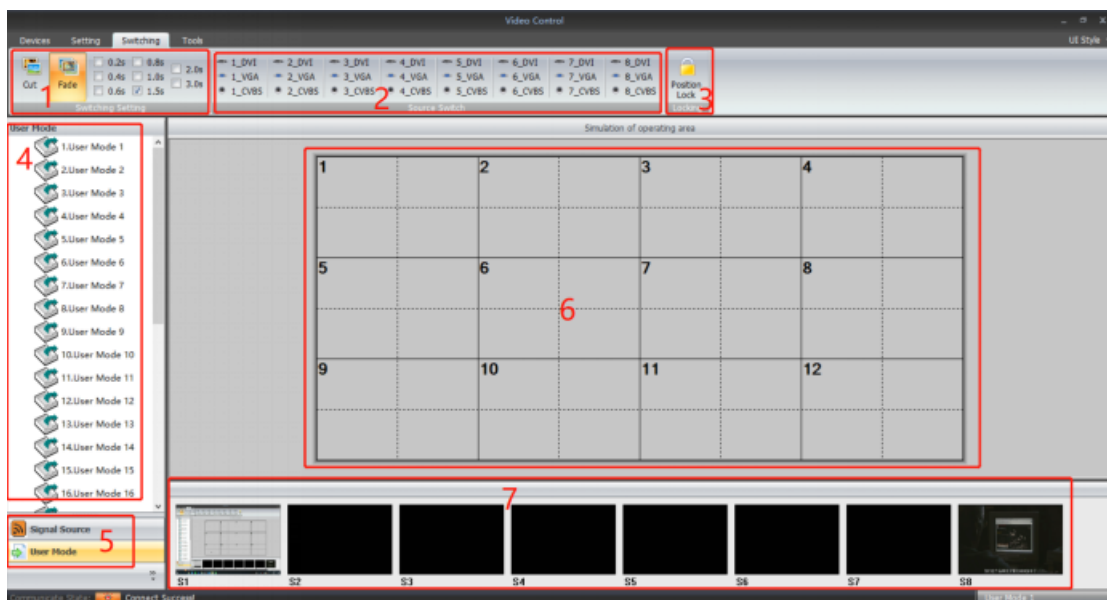 Video Control
Devices Setting Switching Tools UI Style
Cut Fade 0.2s 0.8s 0.4s 1.0s 0.6s 1.5s 2.0s 3.0s
1
Switching Setting
1_DVI 2_DVI 3_DVI 4_DVI 5_DVI 6_DVI 7_DVI 8_DVI
1_VGA 2_VGA 3_VGA 4_VGA 5_VGA 6_VGA 7_VGA 8_VGA
1_CVBS 2_CVBS 3_CVBS 4_CVBS 5_CVBS 6_CVBS 7_CVBS 8_CVBS
2
Source Switch
Position
Lock
3
Locking
User Mode
4
1.User Mode 1
2.User Mode 2
3.User Mode 3
4.User Mode 4
5.User Mode 5
6.User Mode 6
7.User Mode 7
8.User Mode 8
9.User Mode 9
10.User Mode 10
11.User Mode 11
12.User Mode 12
13.User Mode 13
14.User Mode 14
15.User Mode 15
16.User Mode 16
Signal Source
User Mode
5
Simulation of operating area
1 2 3 4
5 6 7 8
6
9 10 11 12
7
S1 S2 S3 S4 S5 S6 S7 S8
Communicate State: Connect Success! User Mode 1